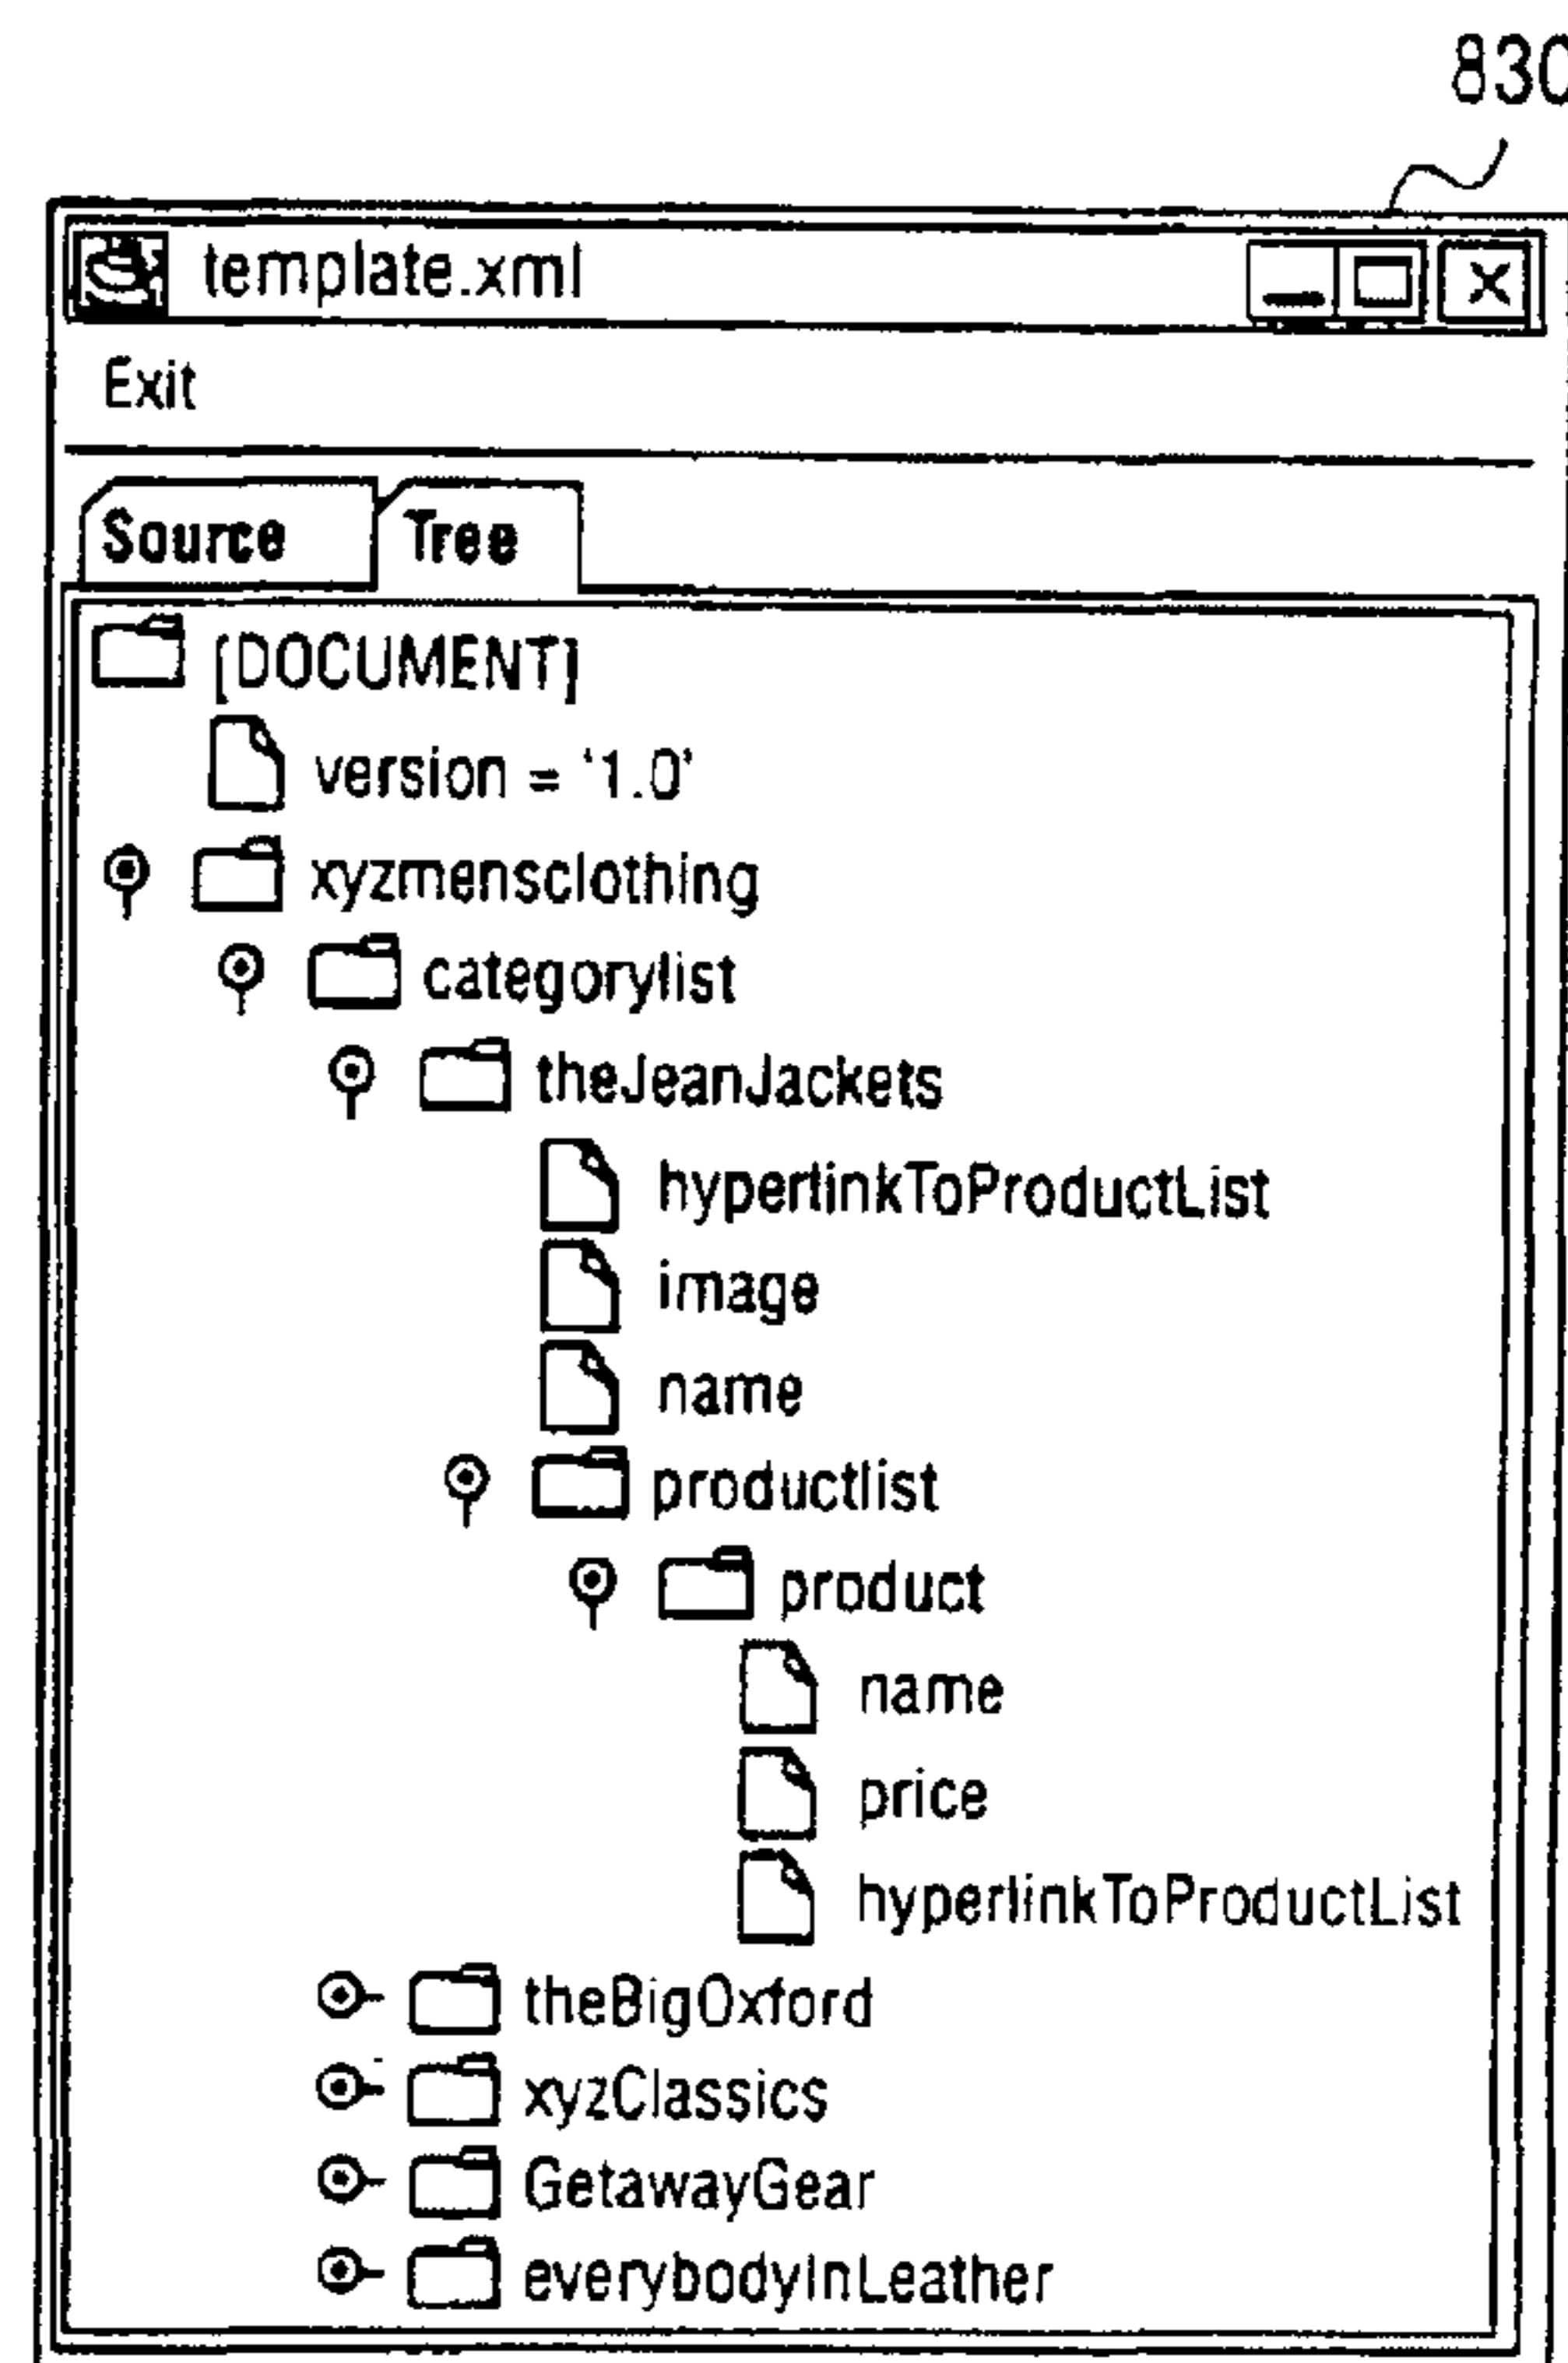 830
template.xml
Exit
Source Tree
[DOCUMENT]
version = '1.0'
xyzmensclothing
categorylist
theJeanJackets
hyperlinkToProductList
image
name
productlist
product
name
price
hyperlinkToProductList
theBigOxford
xyzClassics
GetawayGear
everybodyInLeather